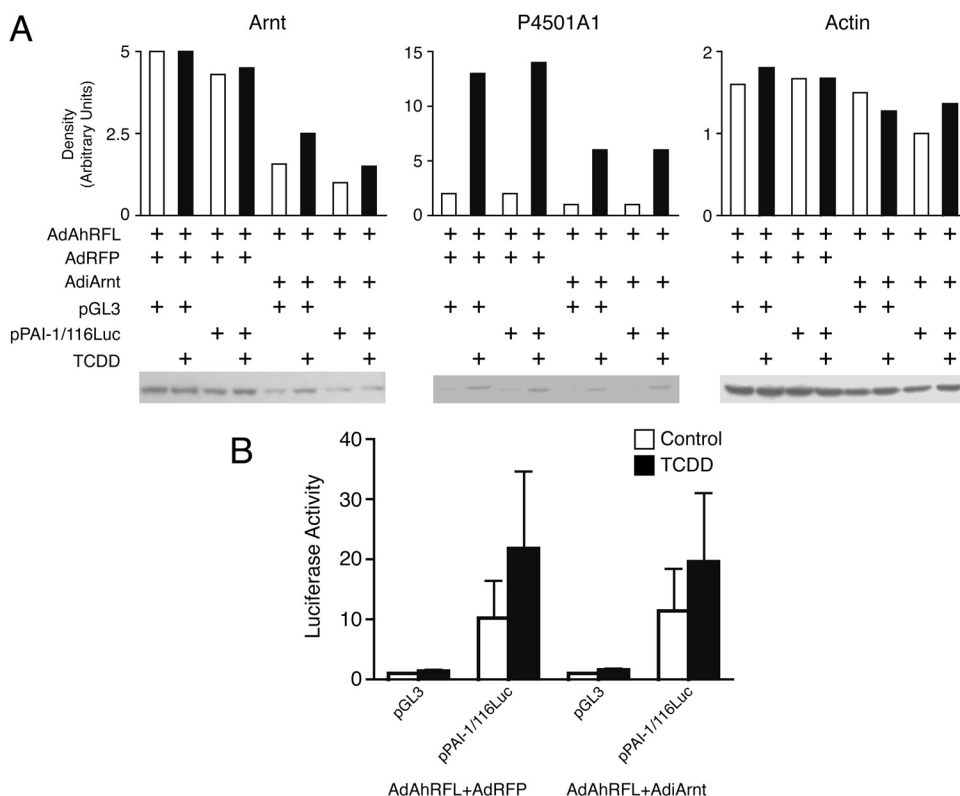 A
Arnt
P4501A1
Actin
Density
(Arbitrary Units)
5
2.5
0
15
10
5
0
2
1
0
AdAhRFL + + + + + + + + + + + + + + + + + + + + + + + +
AdRFP + + + + + + + + + + + +
AdiArnt + + + + + + + + + + + +
pGL3 + + + + + + + + + + + +
pPAI-1/116Luc + + + + + + + + + + + +
TCDD + + + + + + + + + + + +
B
Luciferase Activity
40
30
20
10
0
Control
TCDD
pGL3
pPAI-1/116Luc
pGL3
pPAI-1/116Luc
AdAhRFL+AdRFP
AdAhRFL+AdiArnt